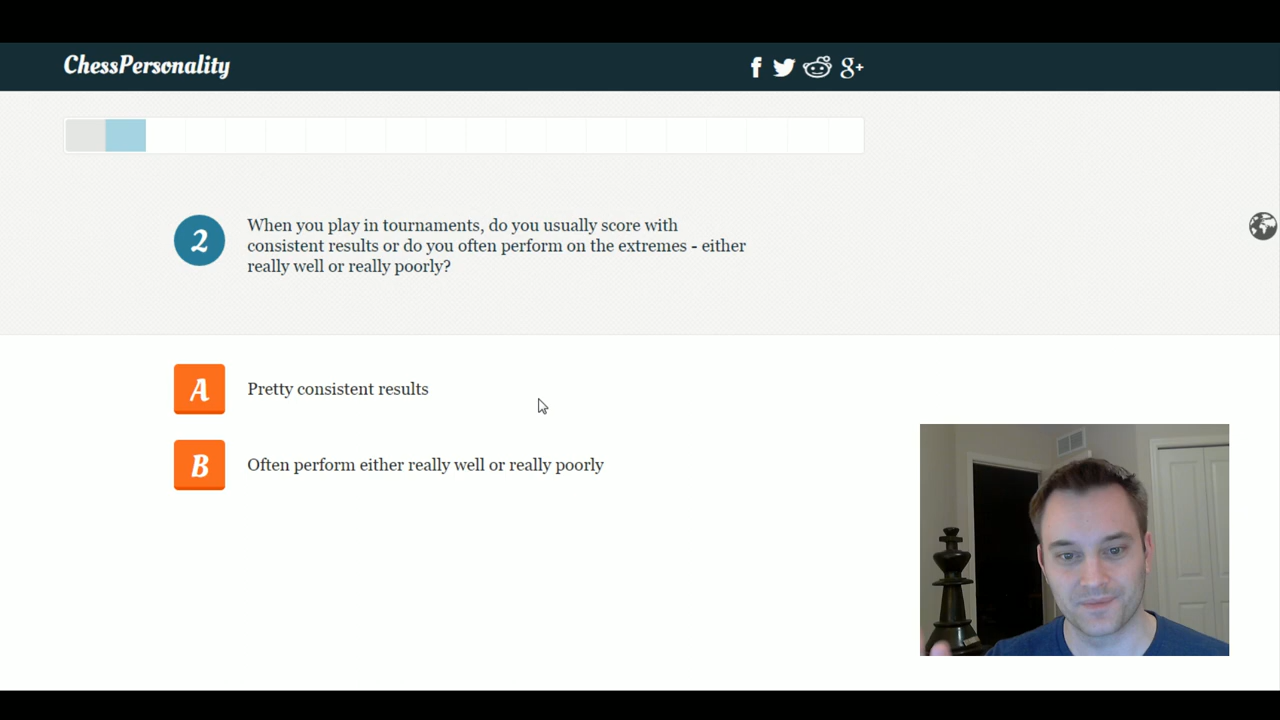 ChessPersonality
2
When you play in tournaments, do you usually score with
consistent results or do you often perform on the extremes - either
really well or really poorly?
A
Pretty consistent results
B
Often perform either really well or really poorly